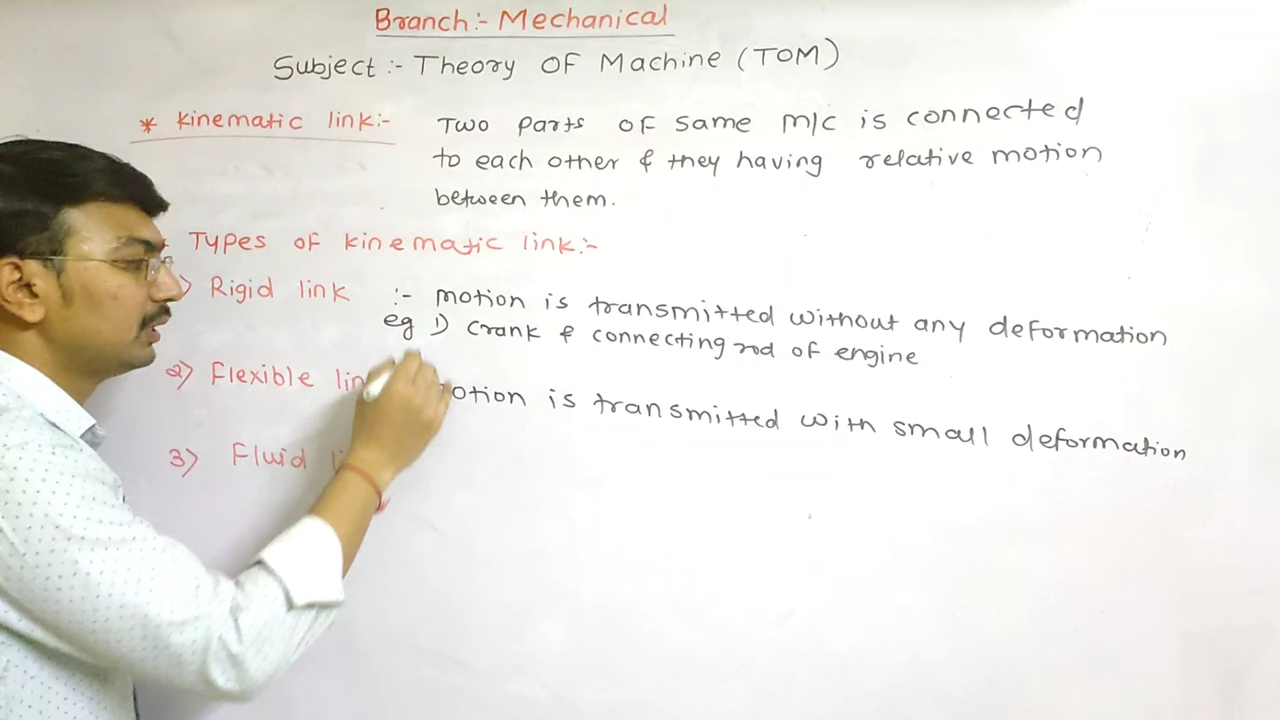 Branch:- Mechanical
Subject:- Theory OF Machine (TOM)
* Kinematic link:- Two parts OF same m/c is connected
to each other & they having relative motion
between them.
* Types of kinematic link:-
Rigid link :- motion is transmitted without any deformation
eg 1) crank & connecting rod of engine
2) Flexible motion is transmitted with small deformation
3) Fluid